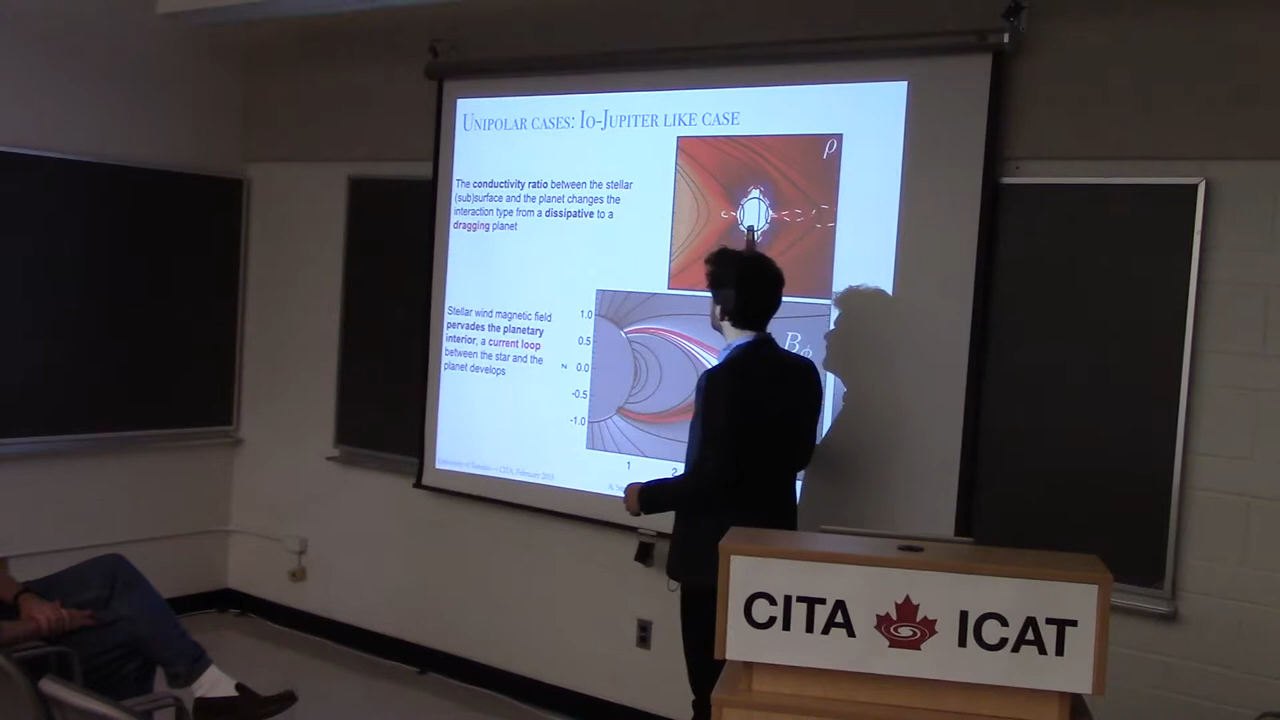 UNIPOLAR CASES: IO-JUPITER LIKE CASE
ρ
The conductivity ratio between the stellar
(sub)surface and the planet changes the
interaction type from a dissipative to a
dragging planet
Stellar wind magnetic field
pervades the planetary
interior, a current loop
between the star and the
planet develops
1.0
0.5
z 0.0
-0.5
-1.0
1 2
Bϕ
CITA, February
CITA ICAT